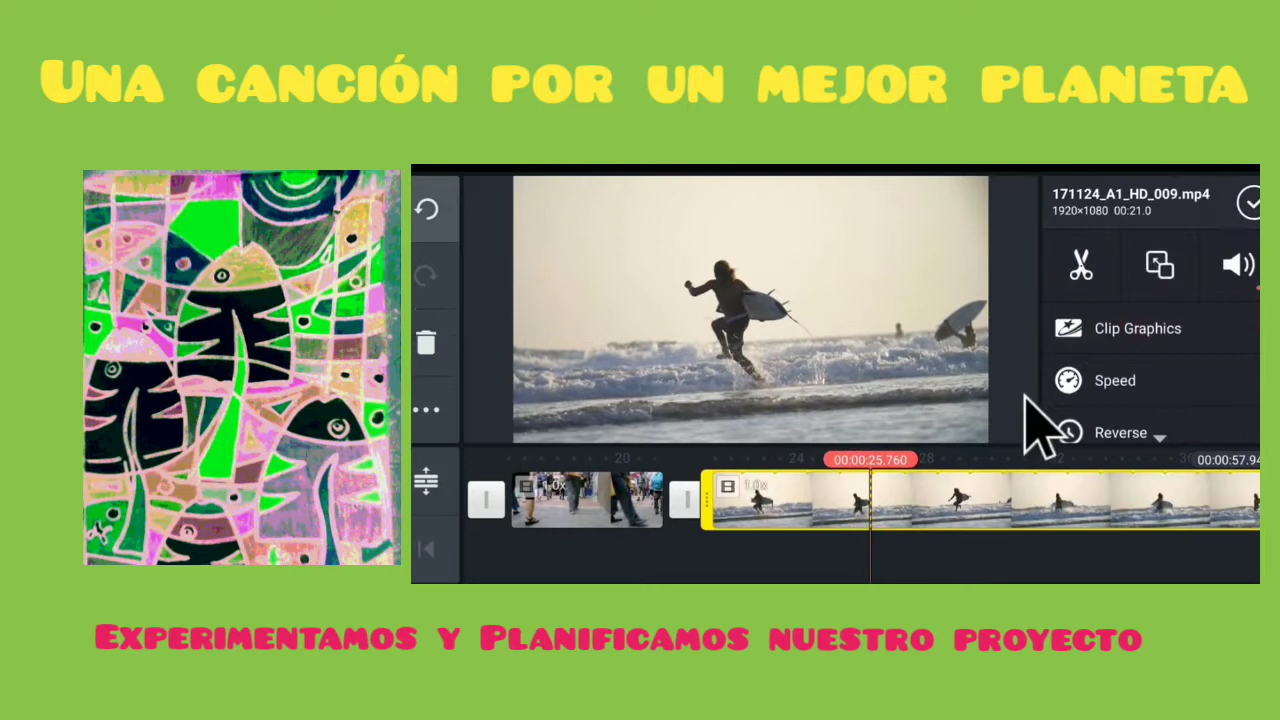 Una canción por un mejor planeta
171124_A1_HD_009.mp4
1920×1080 00:21.0
Clip Graphics
Speed
Reverse
20 24 00:00:25.760 28 00:00:57.94
1.0x 1.0x
Experimentamos y Planificamos nuestro proyecto